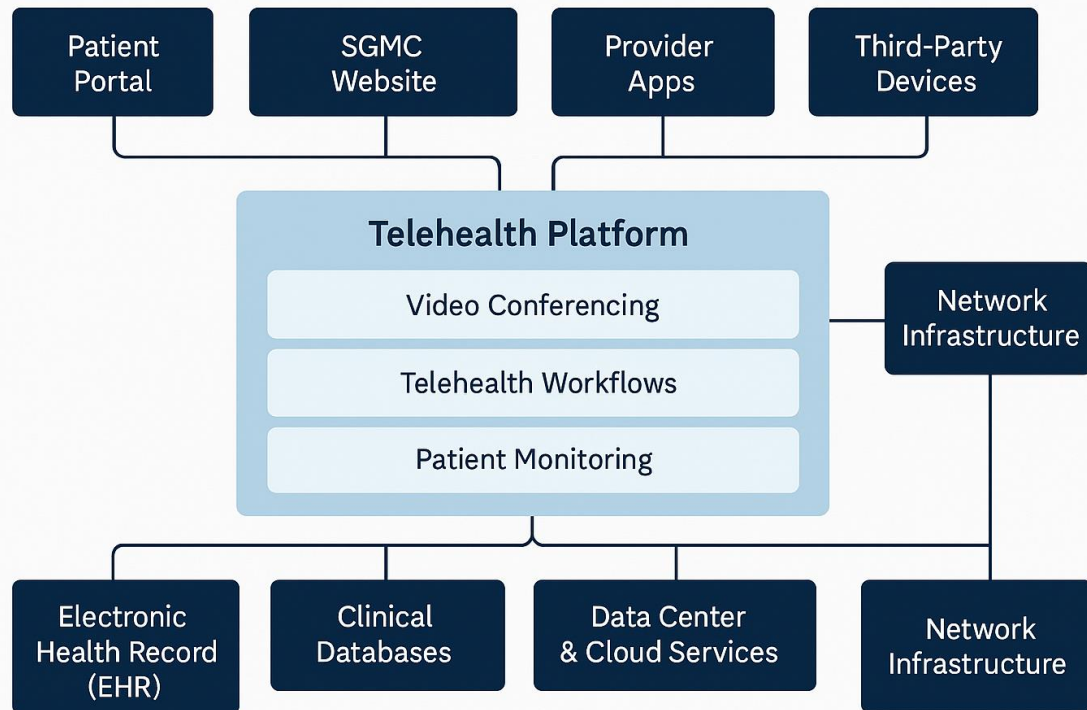 Patient
Portal
SGMC
Website
Provider
Apps
Third-Party
Devices
Telehealth Platform
Video Conferencing
Telehealth Workflows
Patient Monitoring
Network
Infrastructure
Electronic
Health Record
(EHR)
Clinical
Databases
Data Center
& Cloud Services
Network
Infrastructure